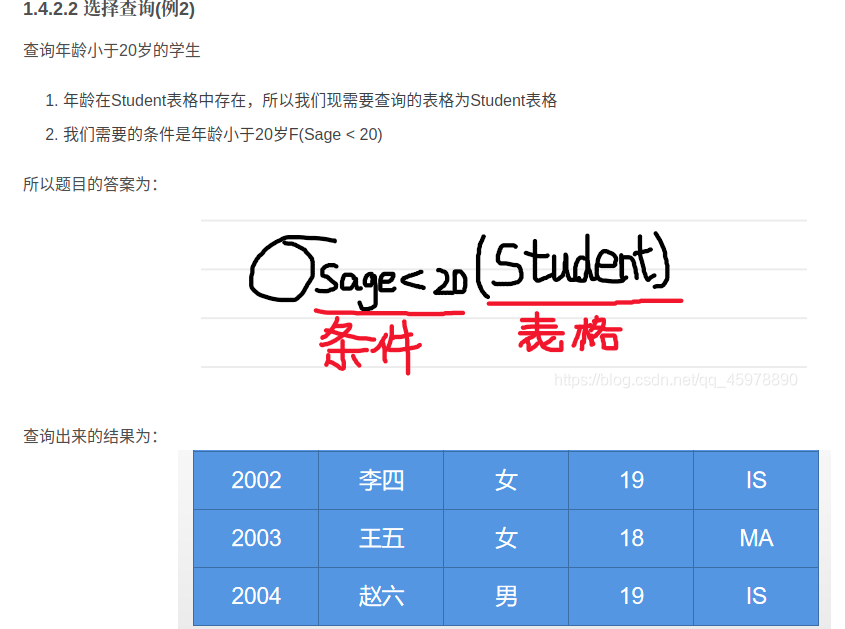 1.4.2.2 选择查询(例2)
查询年龄小于20岁的学生
1. 年龄在Student表格中存在，所以我们现需要查询的表格为Student表格
2. 我们需要的条件是年龄小于20岁F(Sage < 20)
所以题目的答案为：
σsage<20(Student)
条件 表格
https://blog.csdn.net/qq_45978890
查询出来的结果为：
2002 李四 女 19 IS
2003 王五 女 18 MA
2004 赵六 男 19 IS